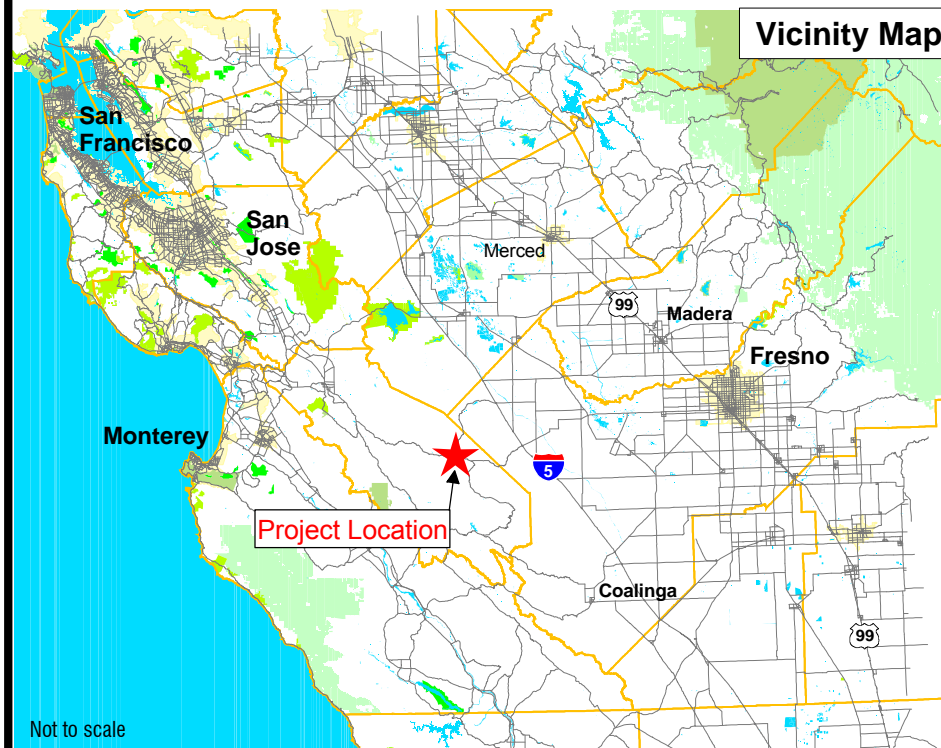 Vicinity Map
San
Francisco
San
Jose
Merced
99
Madera
Fresno
Monterey
5
Project Location
Coalinga
99
Not to scale